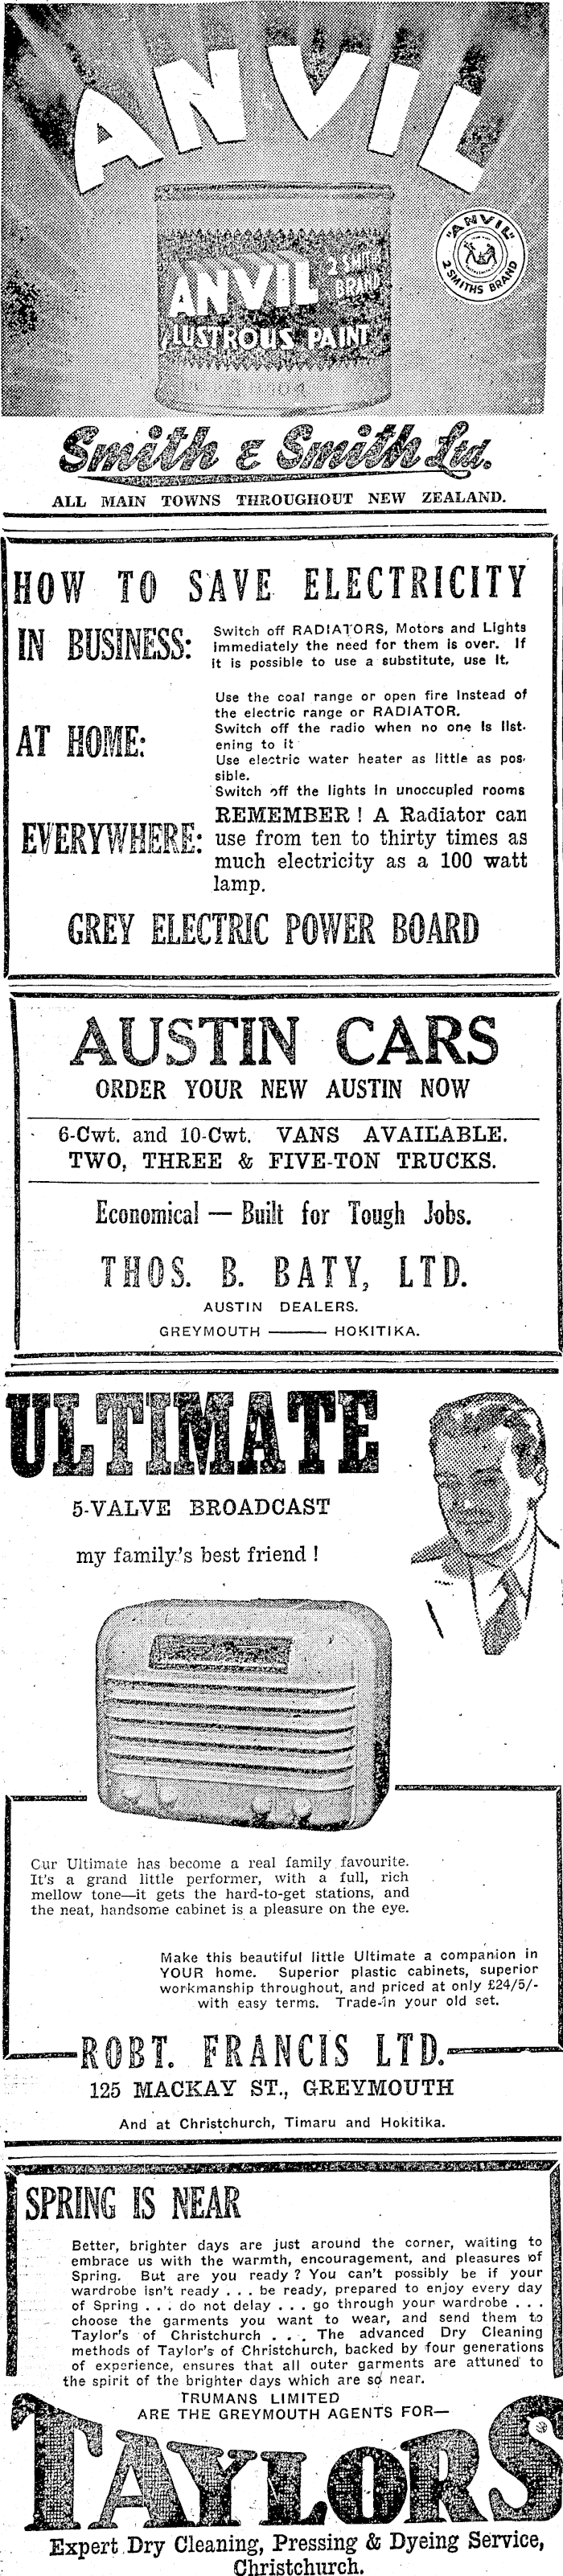 ANVIL
"ANVIL"
2 SMITHS BRAND
ANVIL
2 SMITHS
BRAND
LUSTROUS PAINT
Smith & Smith Ltd.
ALL MAIN TOWNS THROUGHOUT NEW ZEALAND.
HOW TO SAVE ELECTRICITY
IN BUSINESS:
Switch off RADIATORS, Motors and Lights
immediately the need for them is over. If
it is possible to use a substitute, use it.
AT HOME:
Use the coal range or open fire instead of
the electric range or RADIATOR.
Switch off the radio when no one is list-
ening to it
Use electric water heater as little as pos-
sible.
Switch off the lights in unoccupied rooms
EVERYWHERE:
REMEMBER ! A Radiator can
use from ten to thirty times as
much electricity as a 100 watt
lamp.
GREY ELECTRIC POWER BOARD
AUSTIN CARS
ORDER YOUR NEW AUSTIN NOW
6-Cwt. and 10-Cwt. VANS AVAILABLE.
TWO, THREE & FIVE-TON TRUCKS.
Economical — Built for Tough Jobs.
THOS. B. BATY, LTD.
AUSTIN DEALERS.
GREYMOUTH ——— HOKITIKA.
ULTIMATE
5-VALVE BROADCAST
my family's best friend !
Our Ultimate has become a real family favourite.
It's a grand little performer, with a full, rich
mellow tone—it gets the hard-to-get stations, and
the neat, handsome cabinet is a pleasure on the eye.
Make this beautiful little Ultimate a companion in
YOUR home. Superior plastic cabinets, superior
workmanship throughout, and priced at only £24/5/-
with easy terms. Trade-in your old set.
ROBT. FRANCIS LTD.
125 MACKAY ST., GREYMOUTH
And at Christchurch, Timaru and Hokitika.
SPRING IS NEAR
Better, brighter days are just around the corner, waiting to
embrace us with the warmth, encouragement, and pleasures of
Spring. But are you ready ? You can't possibly be if your
wardrobe isn't ready . . . be ready, prepared to enjoy every day
of Spring . . . do not delay . . . go through your wardrobe . . .
choose the garments you want to wear, and send them to
Taylor's of Christchurch . . . The advanced Dry Cleaning
methods of Taylor's of Christchurch, backed by four generations
of experience, ensures that all outer garments are attuned to
the spirit of the brighter days which are so near.
TRUMANS LIMITED
ARE THE GREYMOUTH AGENTS FOR—
TAYLORS
Expert Dry Cleaning, Pressing & Dyeing Service,
Christchurch.